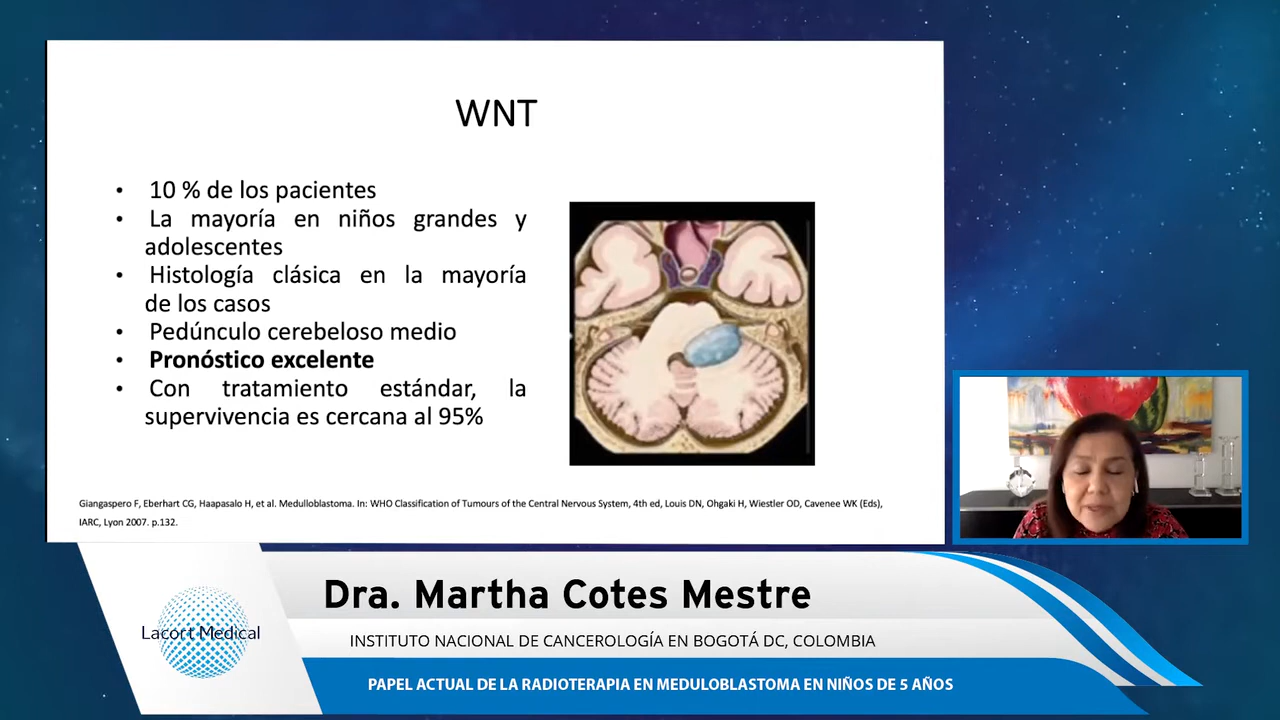 WNT
• 10 % de los pacientes
• La mayoría en niños grandes y
adolescentes
• Histología clásica en la mayoría
de los casos
• Pedúnculo cerebeloso medio
• Pronóstico excelente
• Con tratamiento estándar, la
supervivencia es cercana al 95%
Giangaspero F, Eberhart CG, Haapasalo H, et al. Medulloblastoma. In: WHO Classification of Tumours of the Central Nervous System, 4th ed, Louis DN, Ohgaki H, Wiestler OD, Cavenee WK (Eds),
IARC, Lyon 2007. p.132.
Dra. Martha Cotes Mestre
Lacort Medical
INSTITUTO NACIONAL DE CANCEROLOGÍA EN BOGOTÁ DC, COLOMBIA
PAPEL ACTUAL DE LA RADIOTERAPIA EN MEDULOBLASTOMA EN NIÑOS DE 5 AÑOS